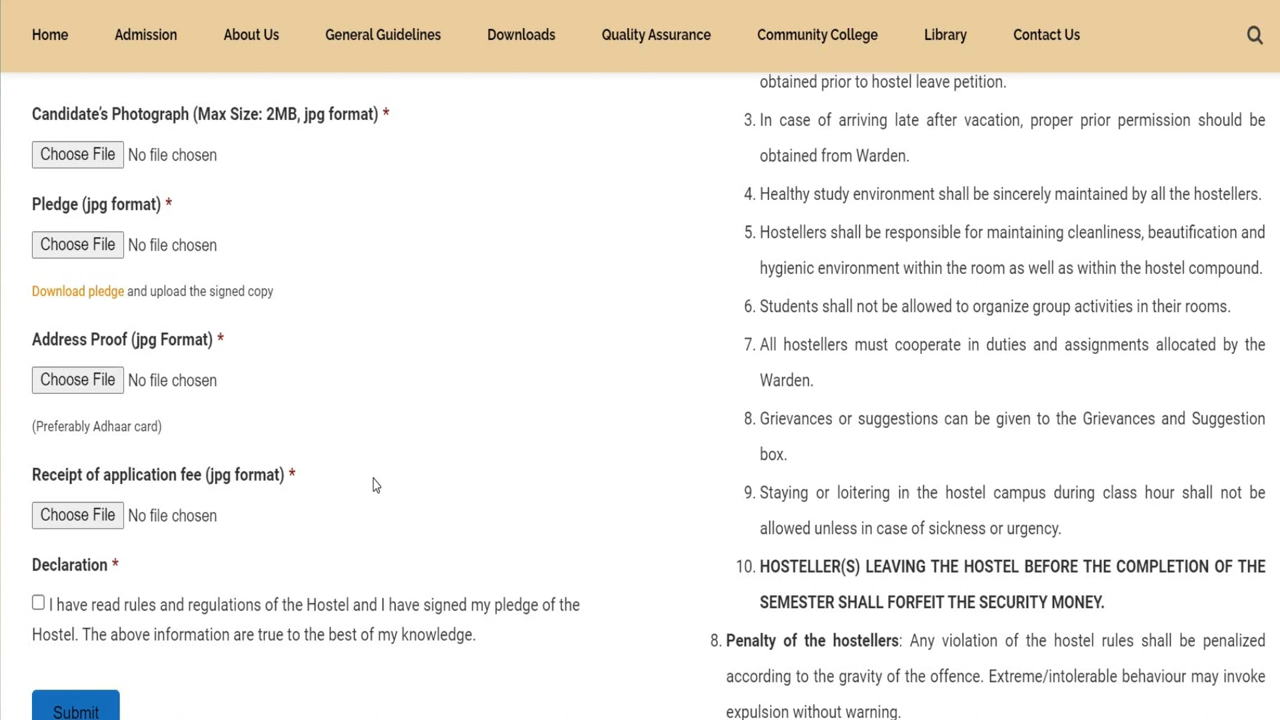 Home Admission About Us General Guidelines Downloads Quality Assurance Community College Library Contact Us
Candidate's Photograph (Max Size: 2MB, jpg format) *
Choose File No file chosen
Pledge (jpg format) *
Choose File No file chosen
Download pledge and upload the signed copy
Address Proof (jpg Format) *
Choose File No file chosen
(Preferably Adhaar card)
Receipt of application fee (jpg format) *
Choose File No file chosen
Declaration *
I have read rules and regulations of the Hostel and I have signed my pledge of the
Hostel. The above information are true to the best of my knowledge.
Submit
obtained prior to hostel leave petition.
3. In case of arriving late after vacation, proper prior permission should be
obtained from Warden.
4. Healthy study environment shall be sincerely maintained by all the hostellers.
5. Hostellers shall be responsible for maintaining cleanliness, beautification and
hygienic environment within the room as well as within the hostel compound.
6. Students shall not be allowed to organize group activities in their rooms.
7. All hostellers must cooperate in duties and assignments allocated by the
Warden.
8. Grievances or suggestions can be given to the Grievances and Suggestion
box.
9. Staying or loitering in the hostel campus during class hour shall not be
allowed unless in case of sickness or urgency.
10. HOSTELLER(S) LEAVING THE HOSTEL BEFORE THE COMPLETION OF THE
SEMESTER SHALL FORFEIT THE SECURITY MONEY.
8. Penalty of the hostellers: Any violation of the hostel rules shall be penalized
according to the gravity of the offence. Extreme/intolerable behaviour may invoke
expulsion without warning.